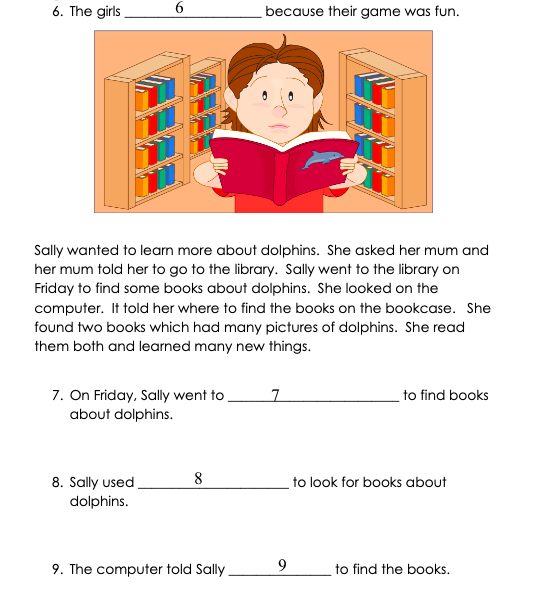 6. The girls ____6____ because their game was fun.
Sally wanted to learn more about dolphins. She asked her mum and
her mum told her to go to the library. Sally went to the library on
Friday to find some books about dolphins. She looked on the
computer. It told her where to find the books on the bookcase. She
found two books which had many pictures of dolphins. She read
them both and learned many new things.
7. On Friday, Sally went to ____7____ to find books
about dolphins.
8. Sally used ____8____ to look for books about
dolphins.
9. The computer told Sally ____9____ to find the books.